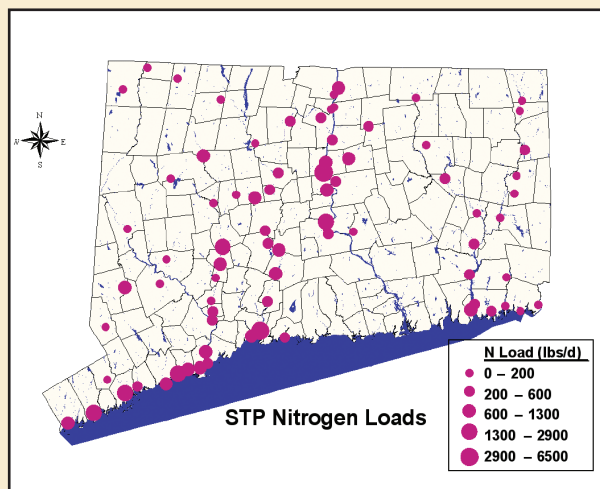 N
W E
S
N Load (lbs/d)
0 – 200
200 – 600
600 – 1300
1300 – 2900
2900 – 6500
STP Nitrogen Loads